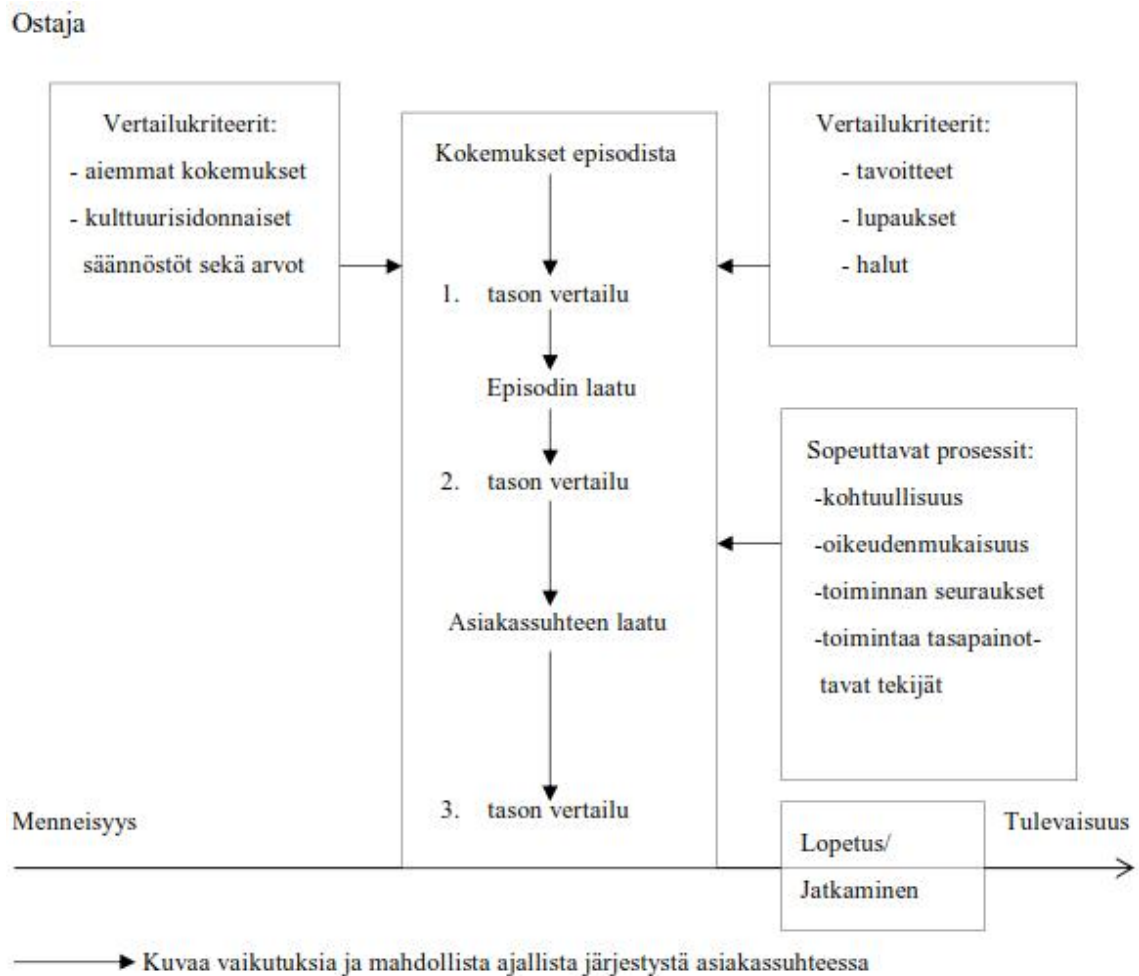 Ostaja
Vertailukriteerit:
- aiemmat kokemukset
- kulttuurisidonnaiset
säännöstöt sekä arvot
Kokemukset episodista
1. tason vertailu
Episodin laatu
2. tason vertailu
Asiakassuhteen laatu
3. tason vertailu
Vertailukriteerit:
- tavoitteet
- lupaukset
- halut
Sopeuttavat prosessit:
-kohtuullisuus
-oikeudenmukaisuus
-toiminnan seuraukset
-toimintaa tasapainot-
tavat tekijät
Menneisyys
Lopetus/
Jatkaminen
Tulevaisuus
Kuvaa vaikutuksia ja mahdollista ajallista järjestystä asiakassuhteessa